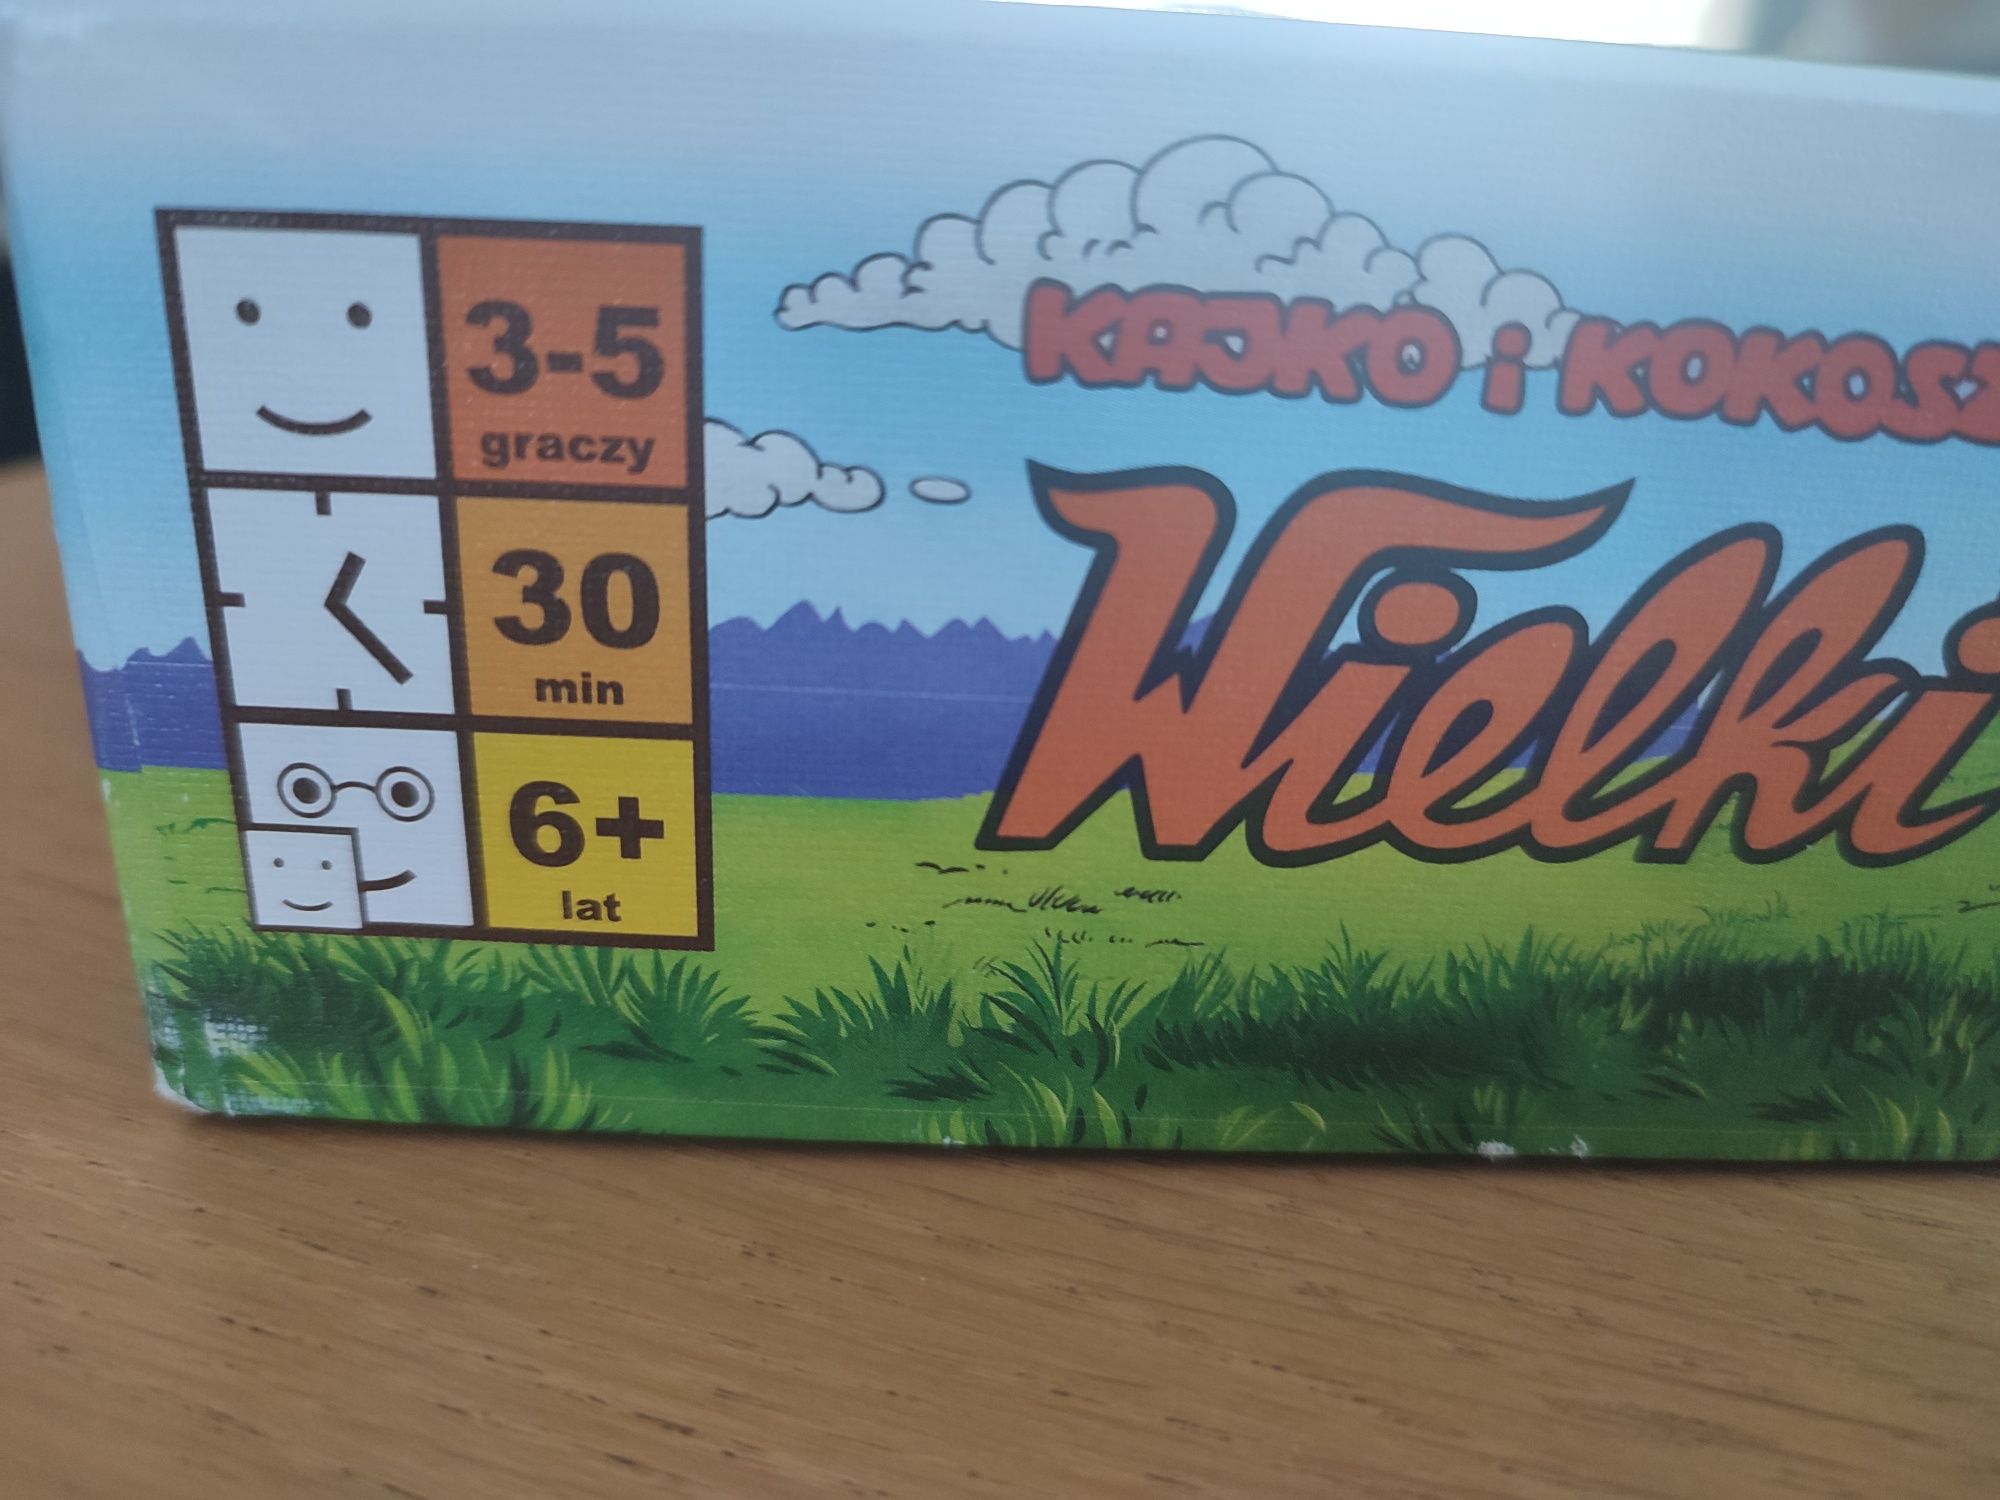 3-5
graczy
30
min
6+
lat
KAJKO i KOKOSZ
Wielki